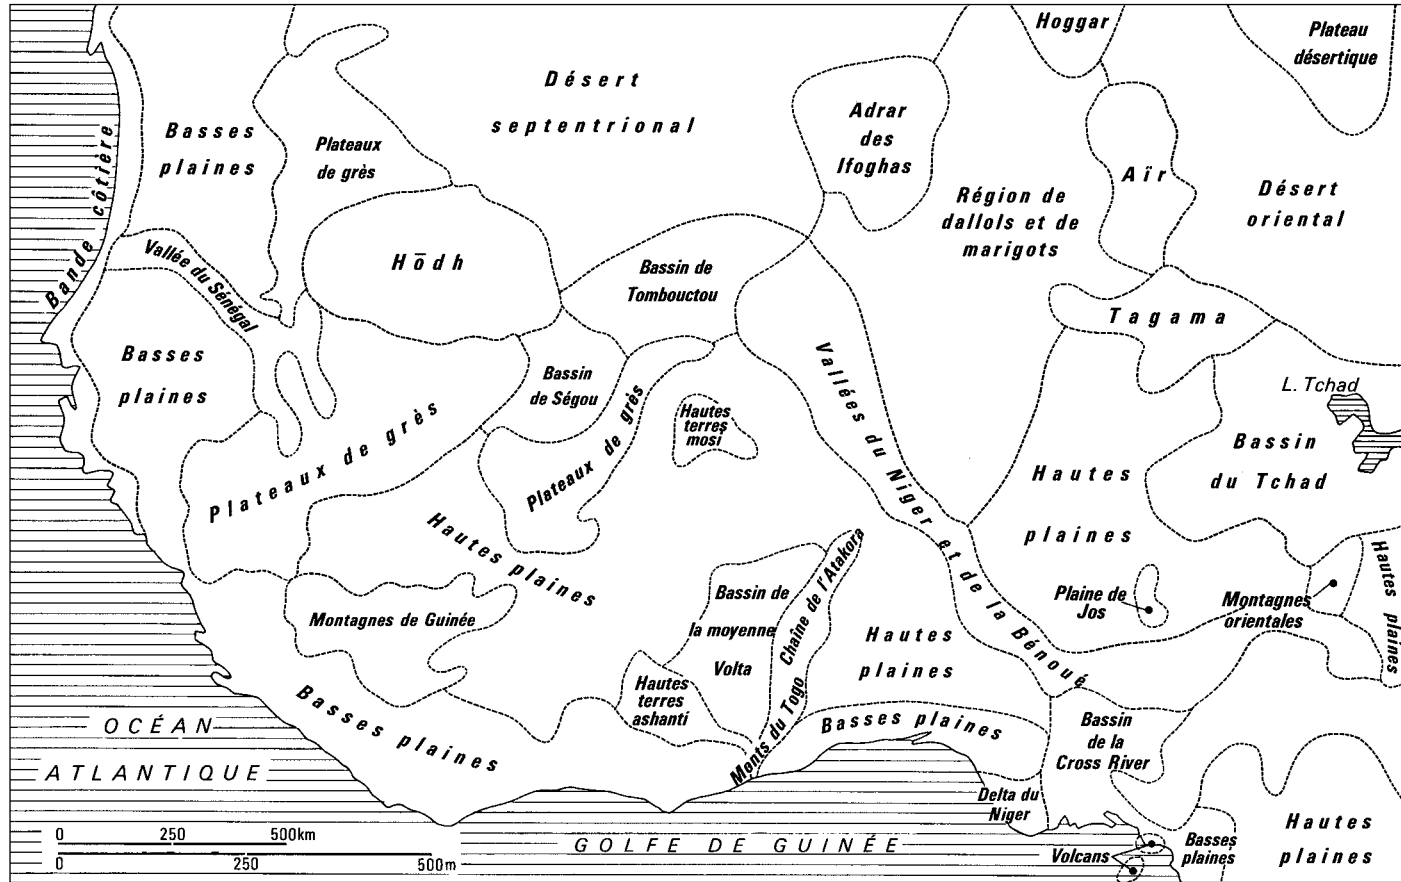 Hoggar
Plateau
désertique
Désert
septentrional
Adrar
des
Ifoghas
Basses
plaines
Plateaux
de grès
Bande côtière
Aïr
Région de
dallols et de
marigots
Désert
oriental
Vallée du Sénégal
Hōdh
Bassin de
Tombouctou
Tagama
Basses
plaines
Bassin
de Ségou
Plateaux de grès
Plateaux de grès
Hautes
terres
mosi
Vallées du Niger et de la Bénoué
L. Tchad
Bassin
du Tchad
Hautes
plaines
Hautes plaines
Hautes plaines
Montagnes de Guinée
Bassin de
la moyenne
Volta
Chaîne de l'Atakora
Monts du Togo
Plaine de
Jos
Montagnes
orientales
Hautes
plaines
Hautes
terres
ashanti
Basses plaines
Basses plaines
Bassin
de la
Cross River
OCÉAN
ATLANTIQUE
Delta du
Niger
GOLFE DE GUINÉE
Volcans
Basses
plaines
Hautes
plaines
0 250 500km
0 250 500m